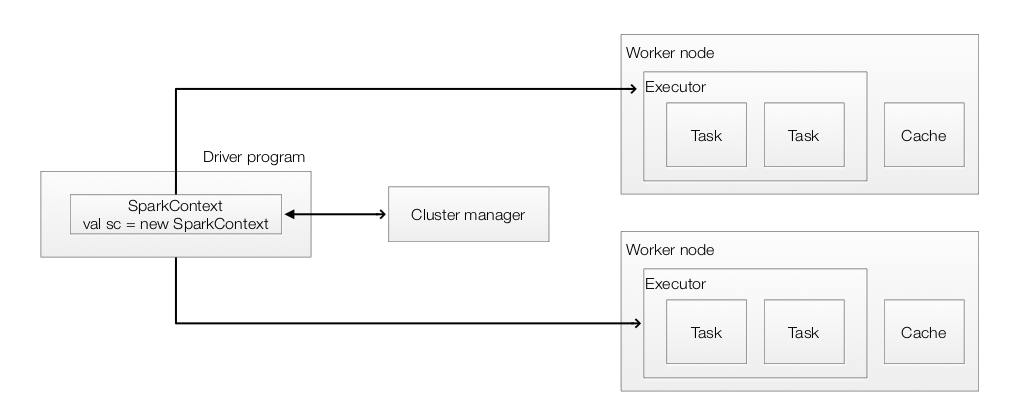 Driver program
SparkContext
val sc = new SparkContext
Cluster manager
Worker node
Executor
Task
Task
Cache
Worker node
Executor
Task
Task
Cache